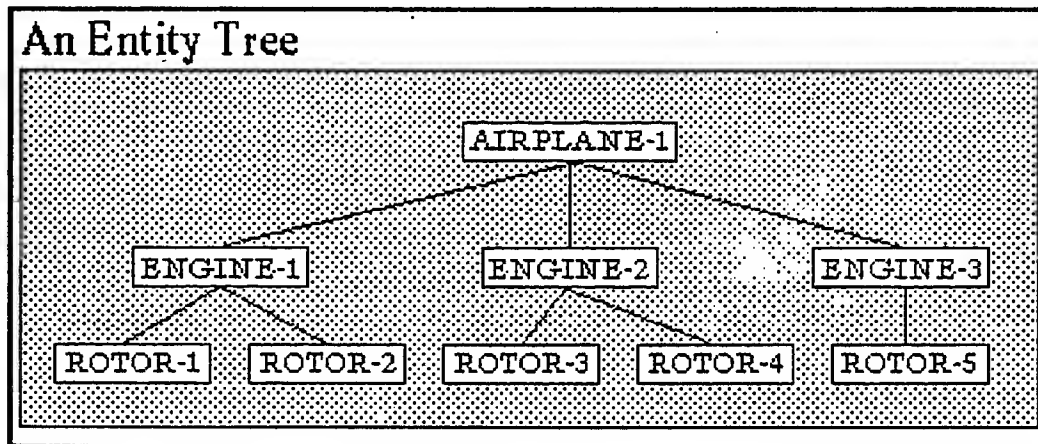 An Entity Tree
AIRPLANE-1
ENGINE-1 ENGINE-2 ENGINE-3
ROTOR-1 ROTOR-2 ROTOR-3 ROTOR-4 ROTOR-5